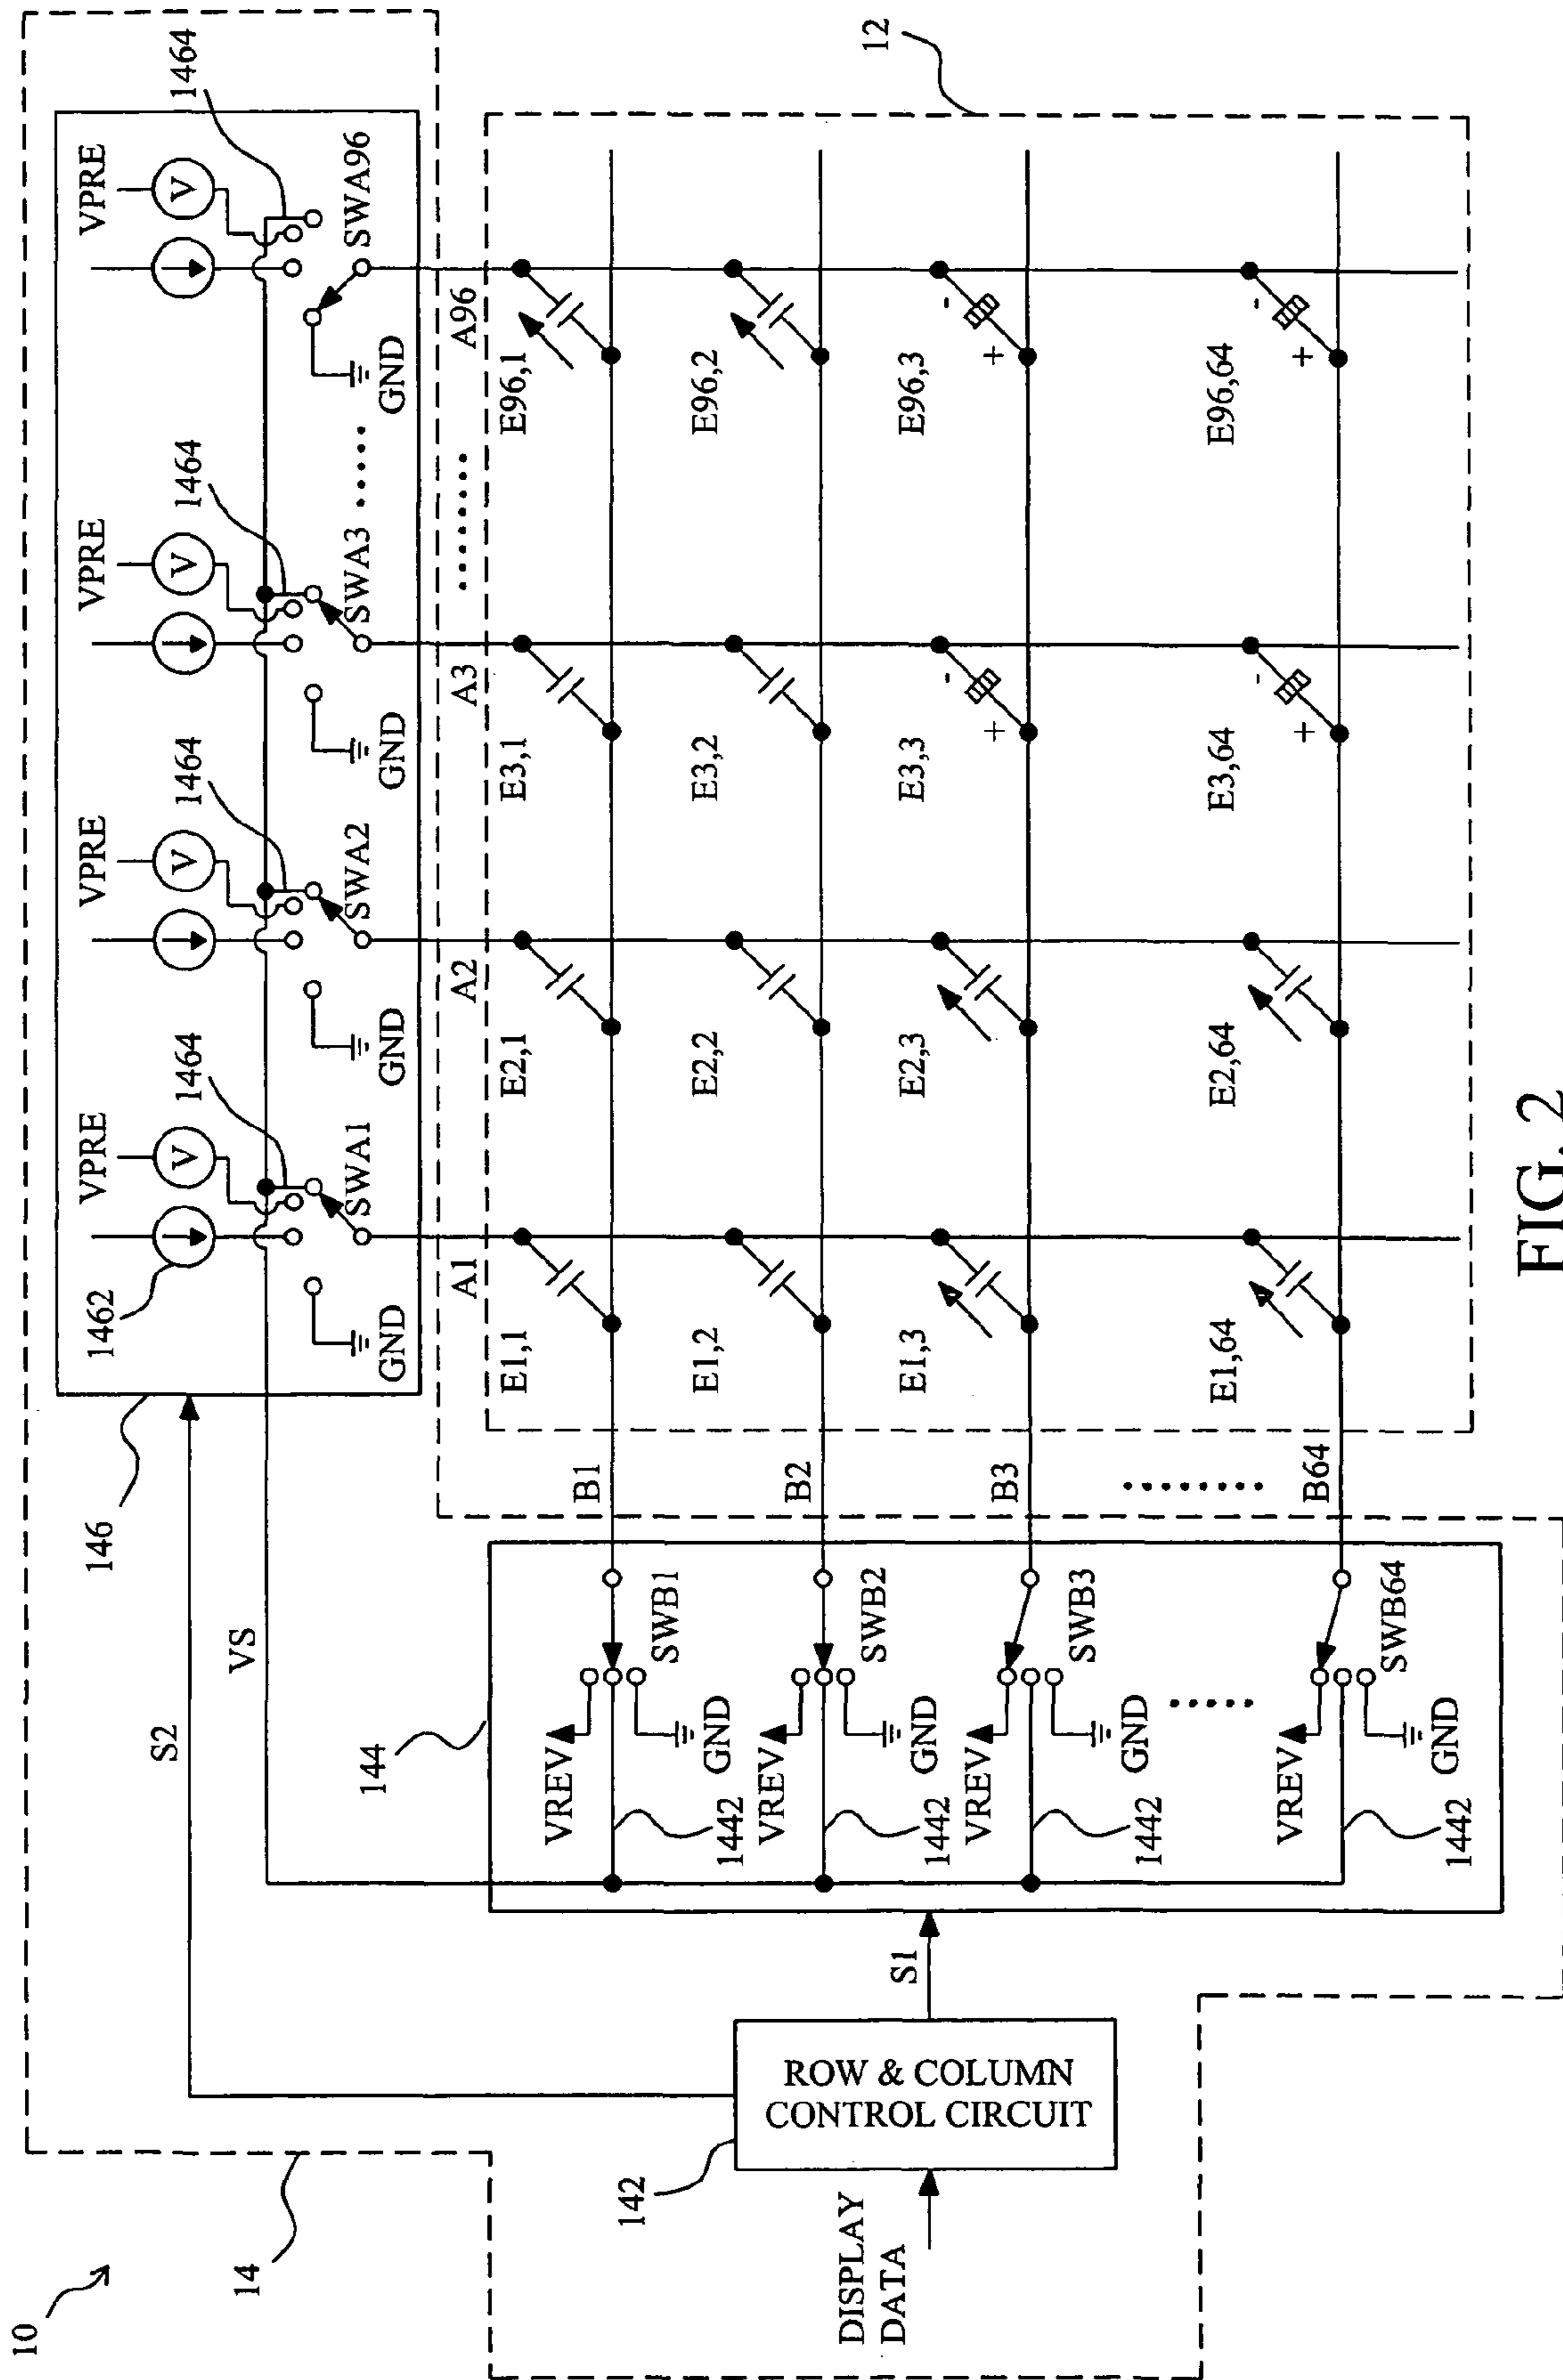 10
14
VPRE
VPRE
VPRE
VPRE
1464
1464
1464
1464
V
V
V
V
1462
SWA1
SWA2
SWA3
.....
SWA96
GND
GND
GND
GND
146
S2
VS
A1
A2
A3
........
A96
12
144
VREV
SWB1
GND
1442
B1
E1,1
E2,1
E3,1
E96,1
VREV
SWB2
GND
1442
B2
E1,2
E2,2
E3,2
E96,2
VREV
SWB3
GND
1442
B3
E1,3
E2,3
E3,3
- +
E96,3
- +
.....
........
VREV
SWB64
GND
1442
B64
E1,64
E2,64
E3,64
- +
E96,64
- +
S1
142
ROW & COLUMN
CONTROL CIRCUIT
DISPLAY
DATA
FIG. 2